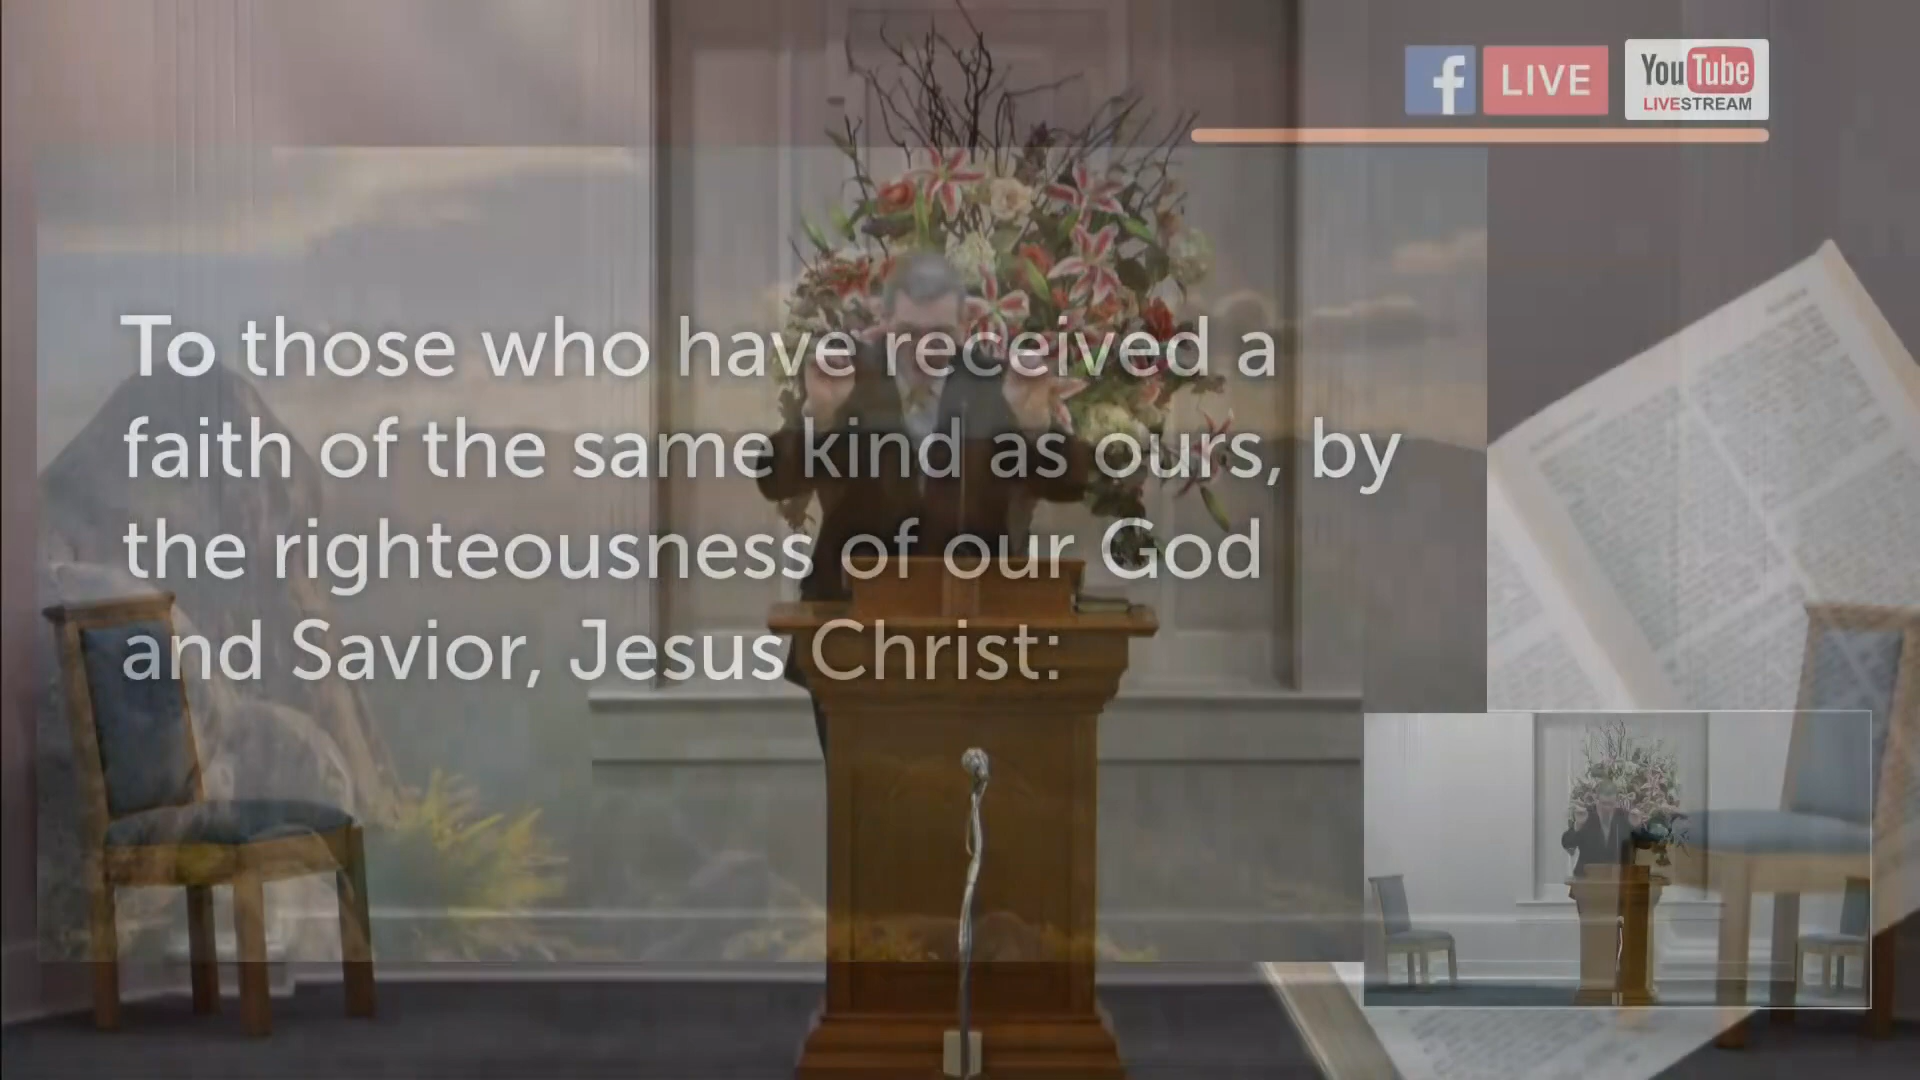 f LIVE YouTube
LIVESTREAM
To those who have received a
faith of the same kind as ours, by
the righteousness of our God
and Savior, Jesus Christ: